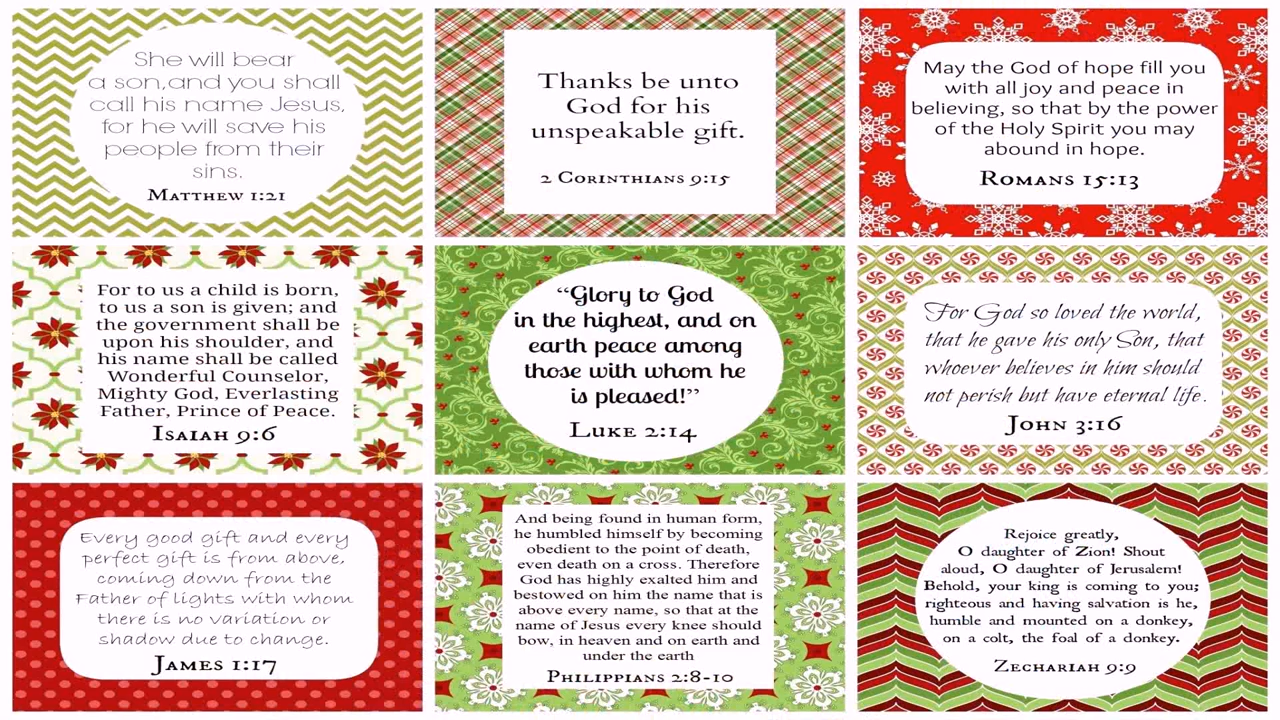 She will bear
a son, and you shall
call his name Jesus,
for he will save his
people from their
sins.
Matthew 1:21
Thanks be unto
God for his
unspeakable gift.
2 Corinthians 9:15
May the God of hope fill you
with all joy and peace in
believing, so that by the power
of the Holy Spirit you may
abound in hope.
Romans 15:13
For to us a child is born,
to us a son is given; and
the government shall be
upon his shoulder, and
his name shall be called
Wonderful Counselor,
Mighty God, Everlasting
Father, Prince of Peace.
Isaiah 9:6
“Glory to God
in the highest, and on
earth peace among
those with whom he
is pleased!”
Luke 2:14
For God so loved the world,
that he gave his only Son, that
whoever believes in him should
not perish but have eternal life.
John 3:16
Every good gift and every
perfect gift is from above,
coming down from the
Father of lights with whom
there is no variation or
shadow due to change.
James 1:17
And being found in human form,
he humbled himself by becoming
obedient to the point of death,
even death on a cross. Therefore
God has highly exalted him and
bestowed on him the name that is
above every name, so that at the
name of Jesus every knee should
bow, in heaven and on earth and
under the earth
Philippians 2:8-10
Rejoice greatly,
O daughter of Zion! Shout
aloud, O daughter of Jerusalem!
Behold, your king is coming to you;
righteous and having salvation is he,
humble and mounted on a donkey,
on a colt, the foal of a donkey.
Zechariah 9:9